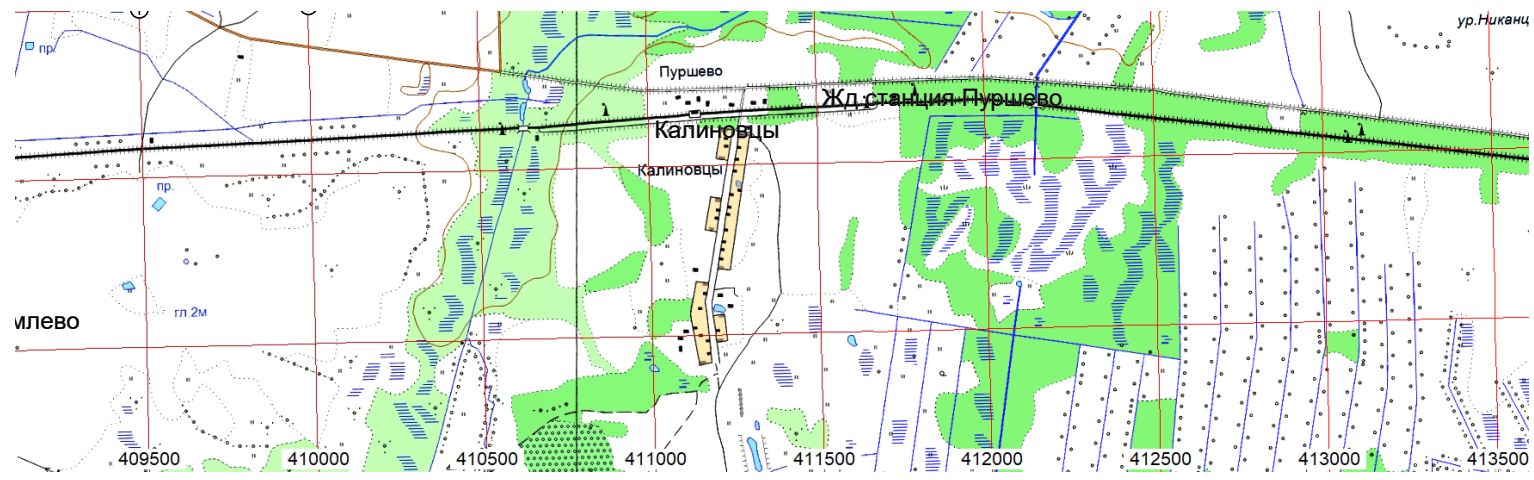 ур.Никанц
пр.
Пуршево
Жд станция Пуршево
Калиновцы
Калиновцы
пр.
гл.2м
млево
409500 410000 410500 411000 411500 412000 412500 413000 413500